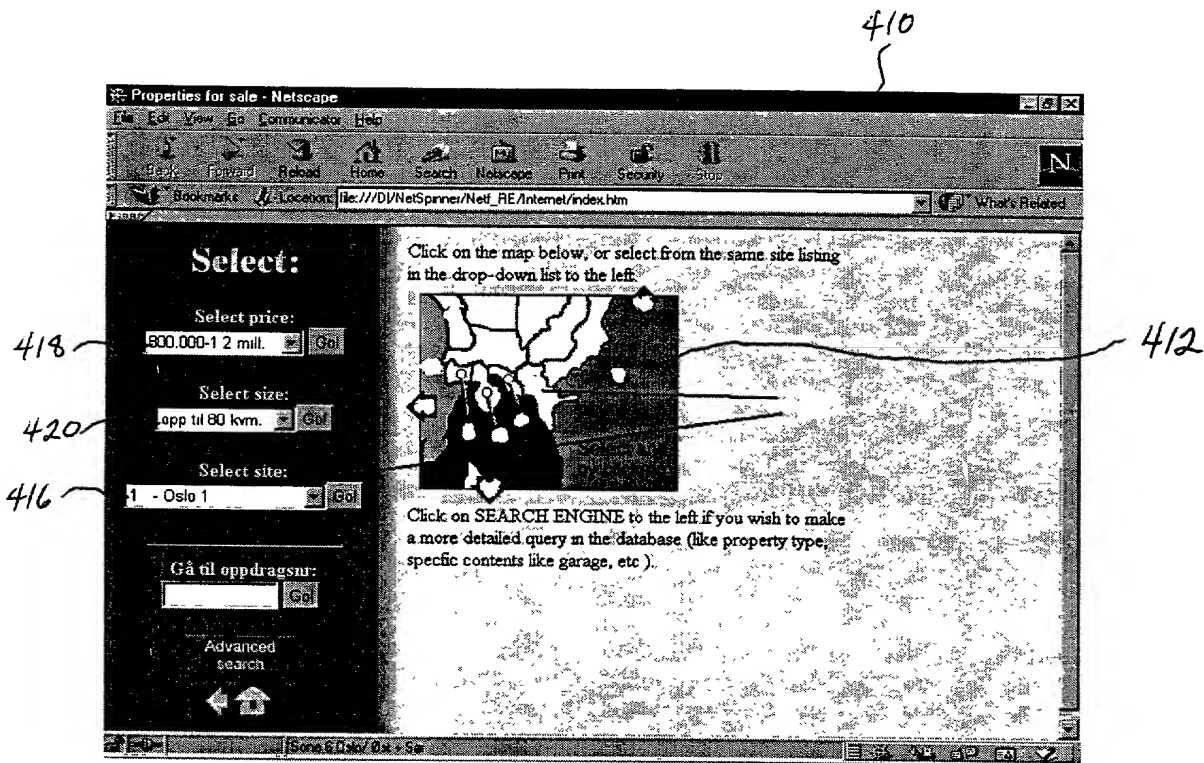 410
Properties for sale - Netscape
File Edit View Go Communicator Help
Back Forward Reload Home Search Netscape Print Security Stop
N
Bookmarks Location: file:///D|/NetSpinner/Netf_RE/Internet/index.htm What's Related
Select:
Click on the map below, or select from the same site listing
in the drop-down list to the left.
Select price:
418
800.000-1 2 mill. Go!
412
Select size:
420
opp til 80 kvm. Go!
Select site:
416
1 - Oslo 1 Go!
Click on SEARCH ENGINE to the left if you wish to make
a more detailed query in the database (like property type,
specfic contents like garage, etc ).
Gå til oppdragsnr:
Go!
Advanced
search